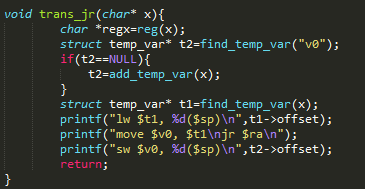 void trans_jr(char* x){
        char *regx=reg(x);
        struct temp_var* t2=find_temp_var("v0");
        if(t2==NULL){
            t2=add_temp_var(x);
        }
        struct temp_var* t1=find_temp_var(x);
        printf("lw $t1, %d($sp)\n",t1->offset);
        printf("move $v0, $t1\njr $ra\n");
        printf("sw $v0, %d($sp)\n",t2->offset);
        return;
}